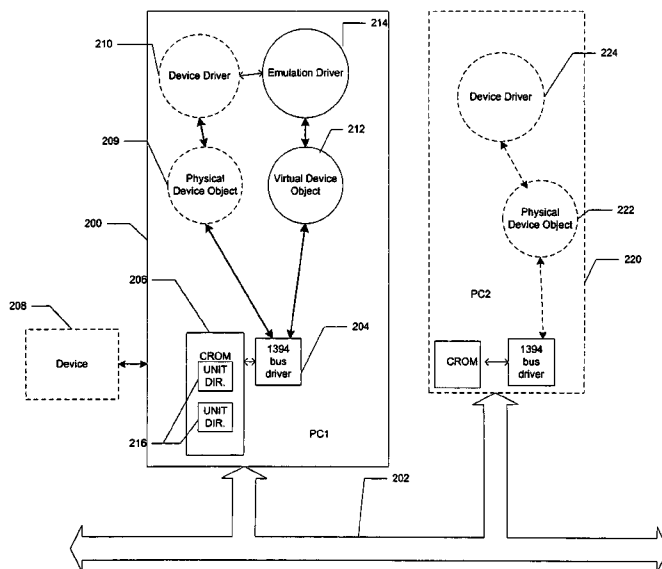 210
214
224
Device Driver
Emulation Driver
Device Driver
209
212
Physical
Device Object
Virtual Device
Object
Physical
Device Object
222
200
206
220
208
PC2
204
Device
CROM
1394
bus
driver
CROM
1394
bus
driver
UNIT
DIR.
UNIT
DIR.
216
PC1
202